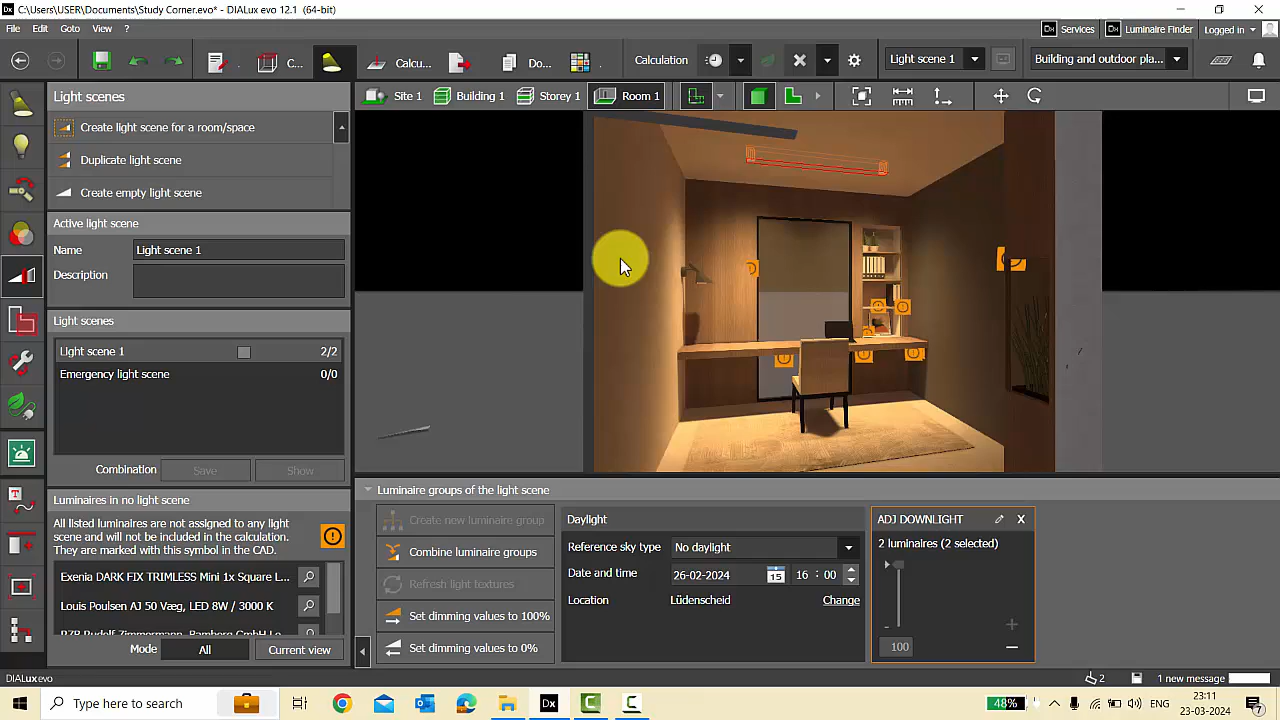 C:\Users\USER\Documents\Study Corner.evo* - DIALux evo 12.1 (64-bit)
File Edit Goto View ?
Services Luminaire Finder Logged in
C... Calcu... Do... Calculation Light scene 1 Building and outdoor pla...
Light scenes Site 1 Building 1 Storey 1 Room 1
Create light scene for a room/space
Duplicate light scene
Create empty light scene
Active light scene
Name Light scene 1
Description
Light scenes
Light scene 1 2/2
Emergency light scene 0/0
Combination Save Show
Luminaires in no light scene
All listed luminaires are not assigned to any light
scene and will not be included in the calculation.
They are marked with this symbol in the CAD.
Exenia DARK FIX TRIMLESS Mini 1x Square L...
Louis Poulsen AJ 50 Væg, LED 8W / 3000 K
RZB Rudolf Zimmermann, Bamberg GmbH Le...
Mode All Current view
Luminaire groups of the light scene
Create new luminaire group
Combine luminaire groups
Refresh light textures
Set dimming values to 100%
Set dimming values to 0%
Daylight
Reference sky type No daylight
Date and time 26-02-2024 15 16 : 00
Location Lüdenscheid Change
ADJ DOWNLIGHT
2 luminaires (2 selected)
100
DIALux evo 2 1 new message
Type here to search Dx 48% ENG 23:11 23-03-2024 7